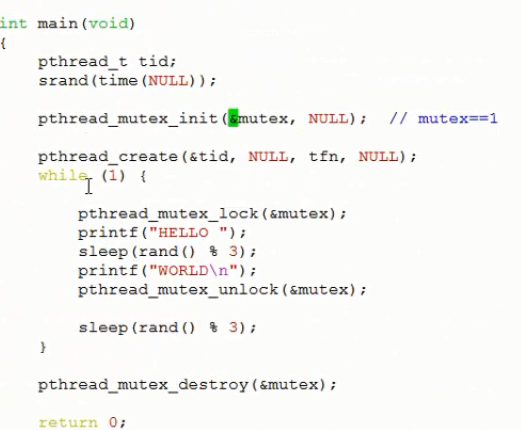 int main(void)
{
    pthread_t tid;
    srand(time(NULL));
    pthread_mutex_init(&mutex, NULL);  // mutex==1
    pthread_create(&tid, NULL, tfn, NULL);
    while (1) {
        pthread_mutex_lock(&mutex);
        printf("HELLO ");
        sleep(rand() % 3);
        printf("WORLD\n");
        pthread_mutex_unlock(&mutex);
        sleep(rand() % 3);
    }
    pthread_mutex_destroy(&mutex);
    return 0;